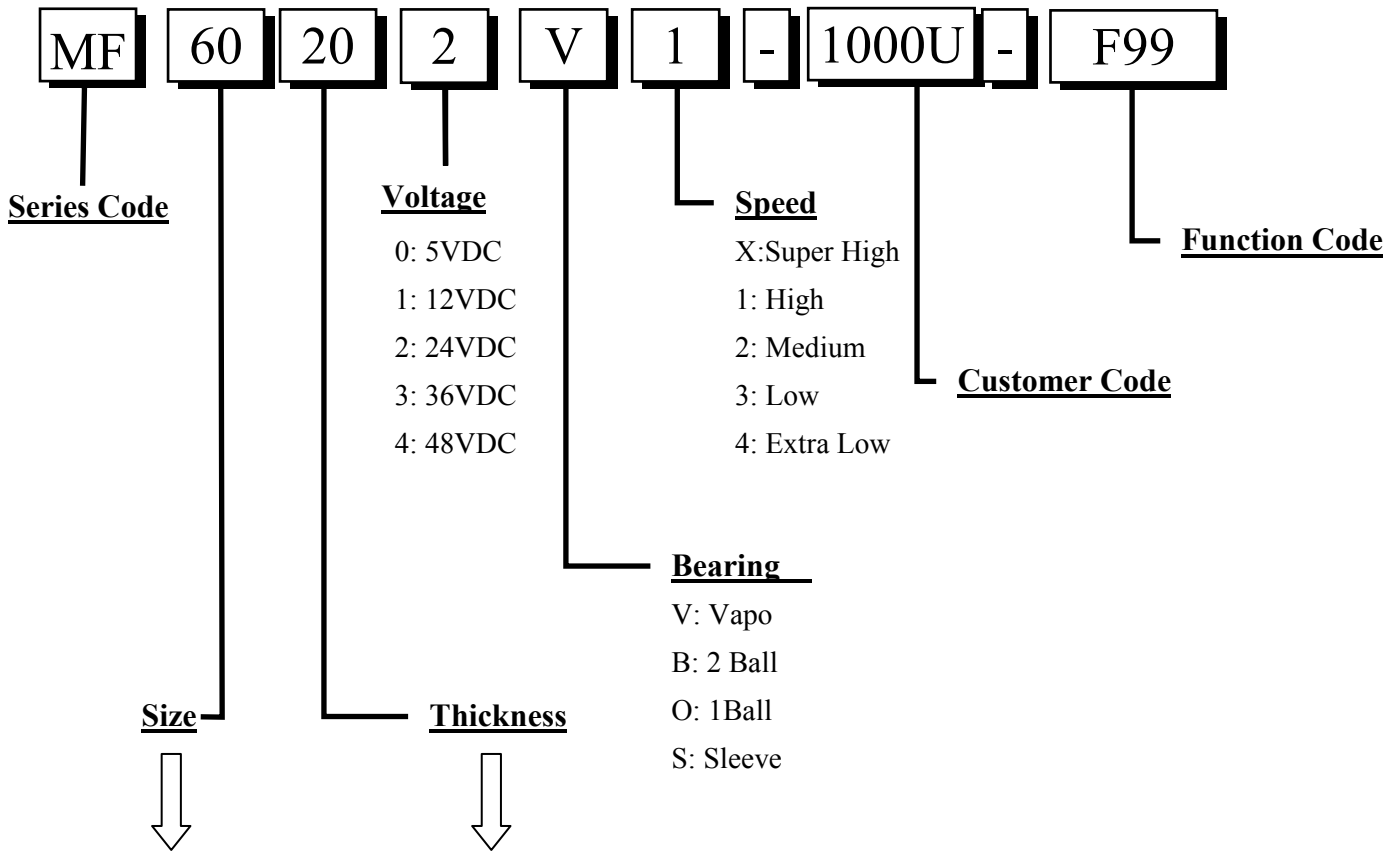 MF 60 20 2 V 1 - 1000U - F99
Series Code
Voltage
0: 5VDC
1: 12VDC
2: 24VDC
3: 36VDC
4: 48VDC
Speed
X:Super High
1: High
2: Medium
3: Low
4: Extra Low
Function Code
Customer Code
Bearing
V: Vapo
B: 2 Ball
O: 1Ball
S: Sleeve
Size
Thickness